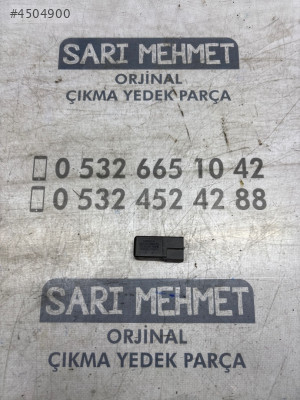 #4504900
SARI MEHMET
ORJİNAL
ÇIKMA YEDEK PARÇA
0 532 665 10 42
0 532 452 42 88
SARI MEHMET
ORJİNAL
ÇIKMA YEDEK PARÇA